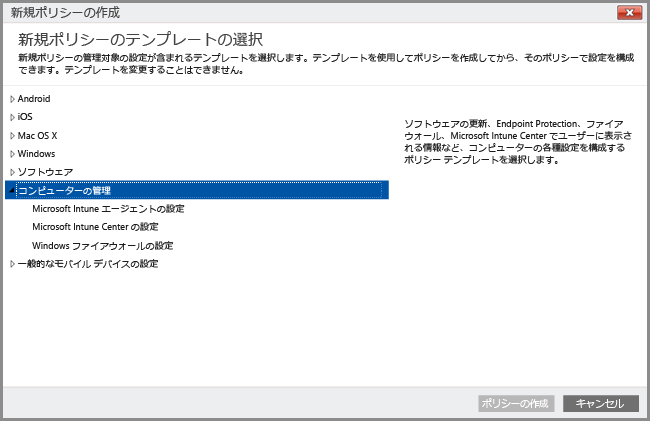 新規ポリシーの作成
新規ポリシーのテンプレートの選択
新規ポリシーの管理対象の設定が含まれるテンプレートを選択します。テンプレートを使用してポリシーを作成してから、そのポリシーで設定を構成
できます。テンプレートを変更することはできません。
Android
iOS
Mac OS X
Windows
ソフトウェア
コンピューターの管理
Microsoft Intune エージェントの設定
Microsoft Intune Center の設定
Windows ファイアウォールの設定
一般的なモバイル デバイスの設定
ソフトウェアの更新、Endpoint Protection、ファイア
ウォール、Microsoft Intune Center でユーザーに表示さ
れる情報など、コンピューターの各種設定を構成する
ポリシー テンプレートを選択します。
ポリシーの作成
キャンセル